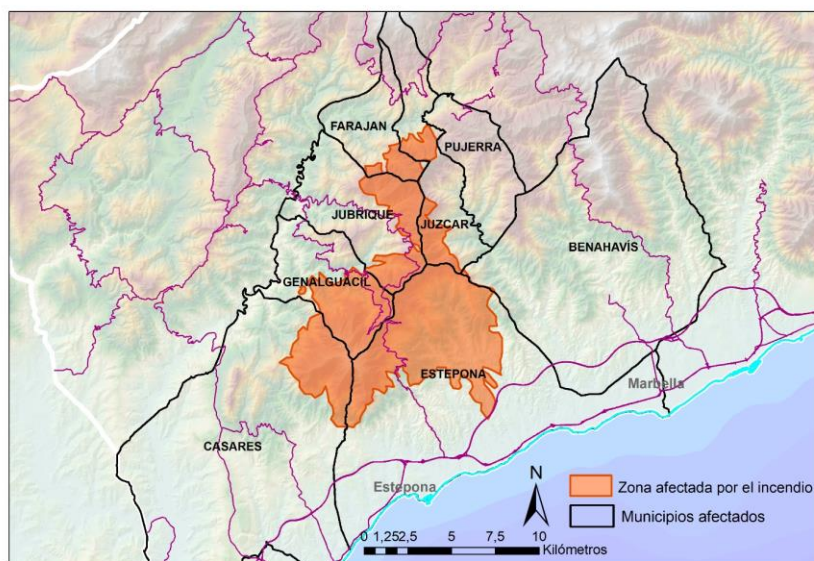 FARAJAN
PUJERRA
JUBRIQUE
JUZCAR
BENAHAVÍS
GENALGUACIL
ESTEPONA
Marbella
CASARES
Estepona
N
Zona afectada por el incendio
Municipios afectados
0 1,25 2,5 5 7,5 10
Kilómetros